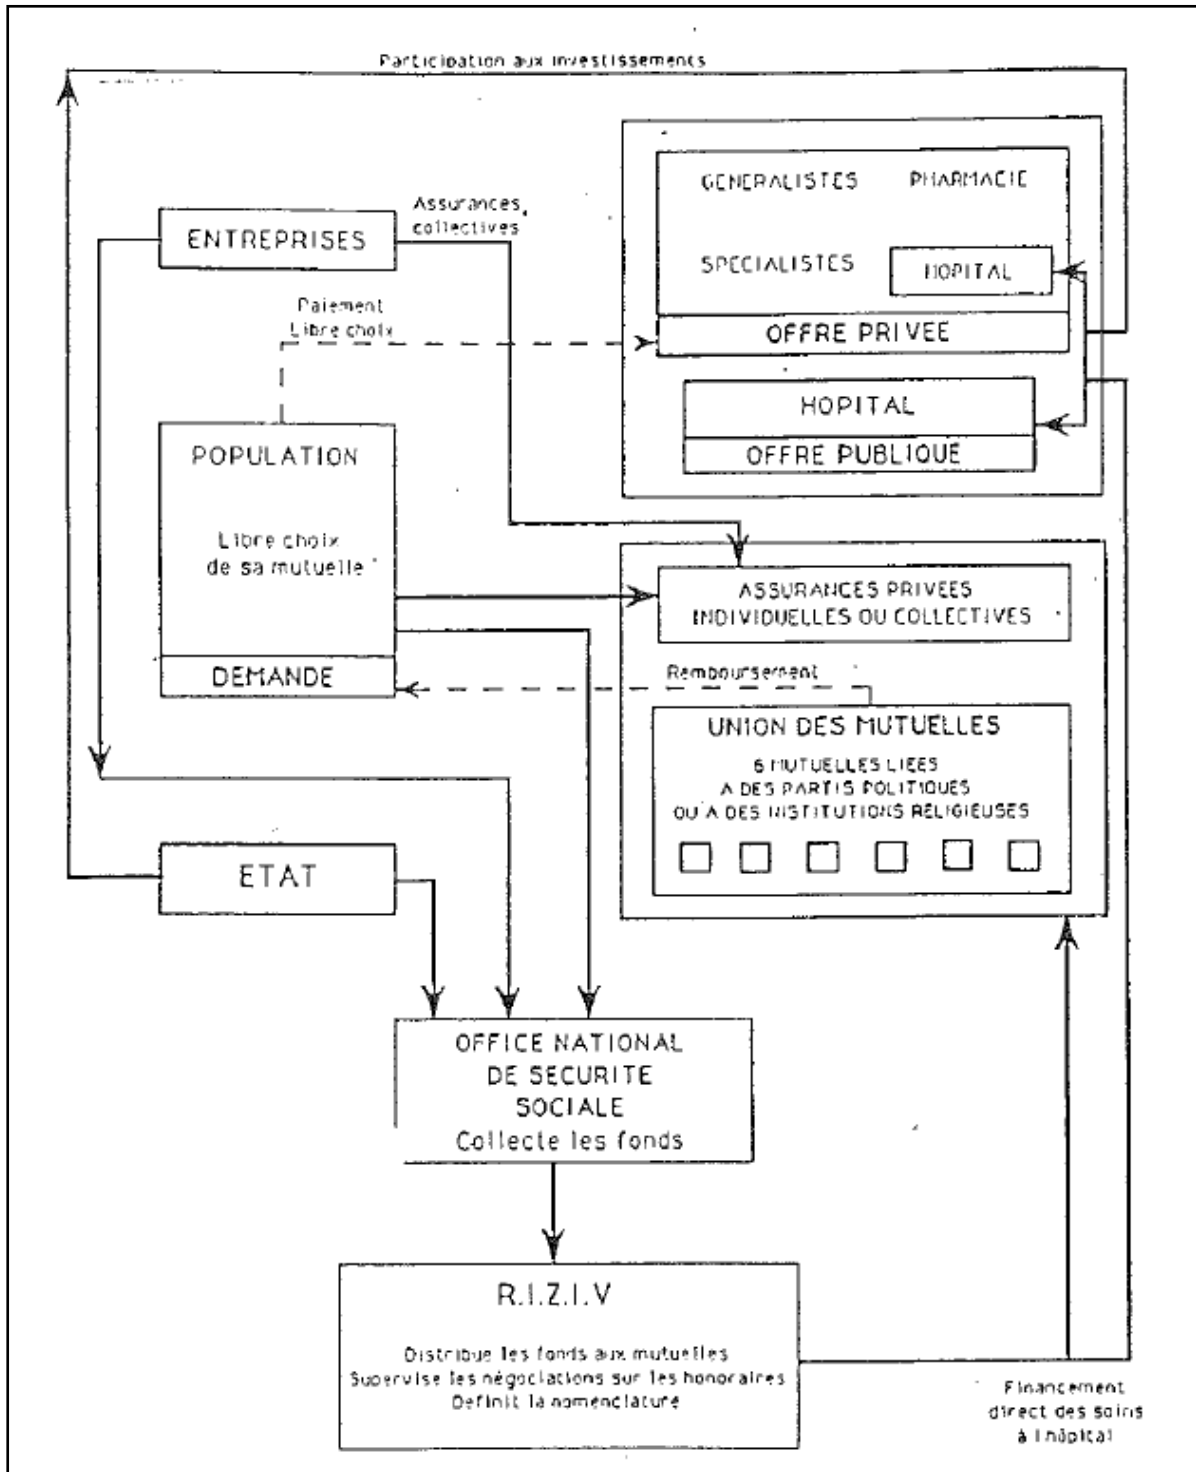 Participation aux investissements
GENERALISTES PHARMACIE
SPECIALISTES HOPITAL
OFFRE PRIVEE
HOPITAL
OFFRE PUBLIQUE
Assurances
collectives
ENTREPRISES
Paiement
Libre choix
POPULATION
Libre choix
de sa mutuelle
DEMANDE
ASSURANCES PRIVEES
INDIVIDUELLES OU COLLECTIVES
Remboursement
UNION DES MUTUELLES
6 MUTUELLES LIEES
A DES PARTIS POLITIQUES
OU A DES INSTITUTIONS RELIGIEUSES
ETAT
OFFICE NATIONAL
DE SECURITE
SOCIALE
Collecte les fonds
R.I.Z.I.V
Distribue les fonds aux mutuelles
Supervise les négociations sur les honoraires
Definit la nomenclature
Financement
direct des soins
à l hôpital